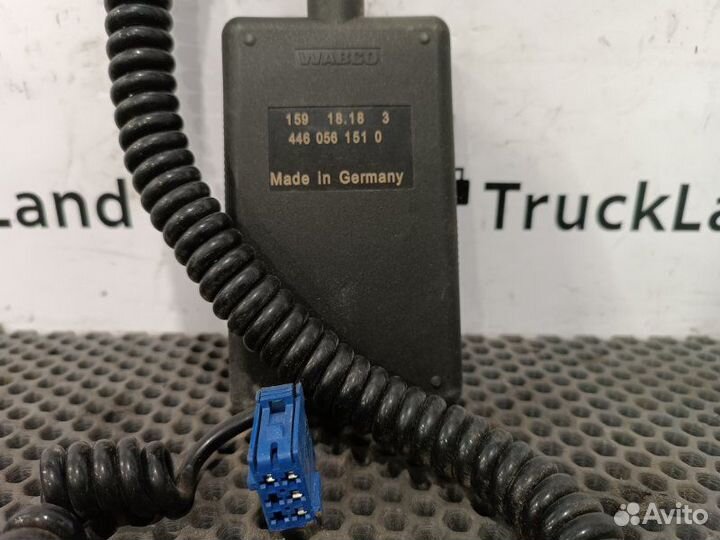 WABCO
159 18.18 3
446 056 151 0
Made in Germany
Land
TruckLa
Avito